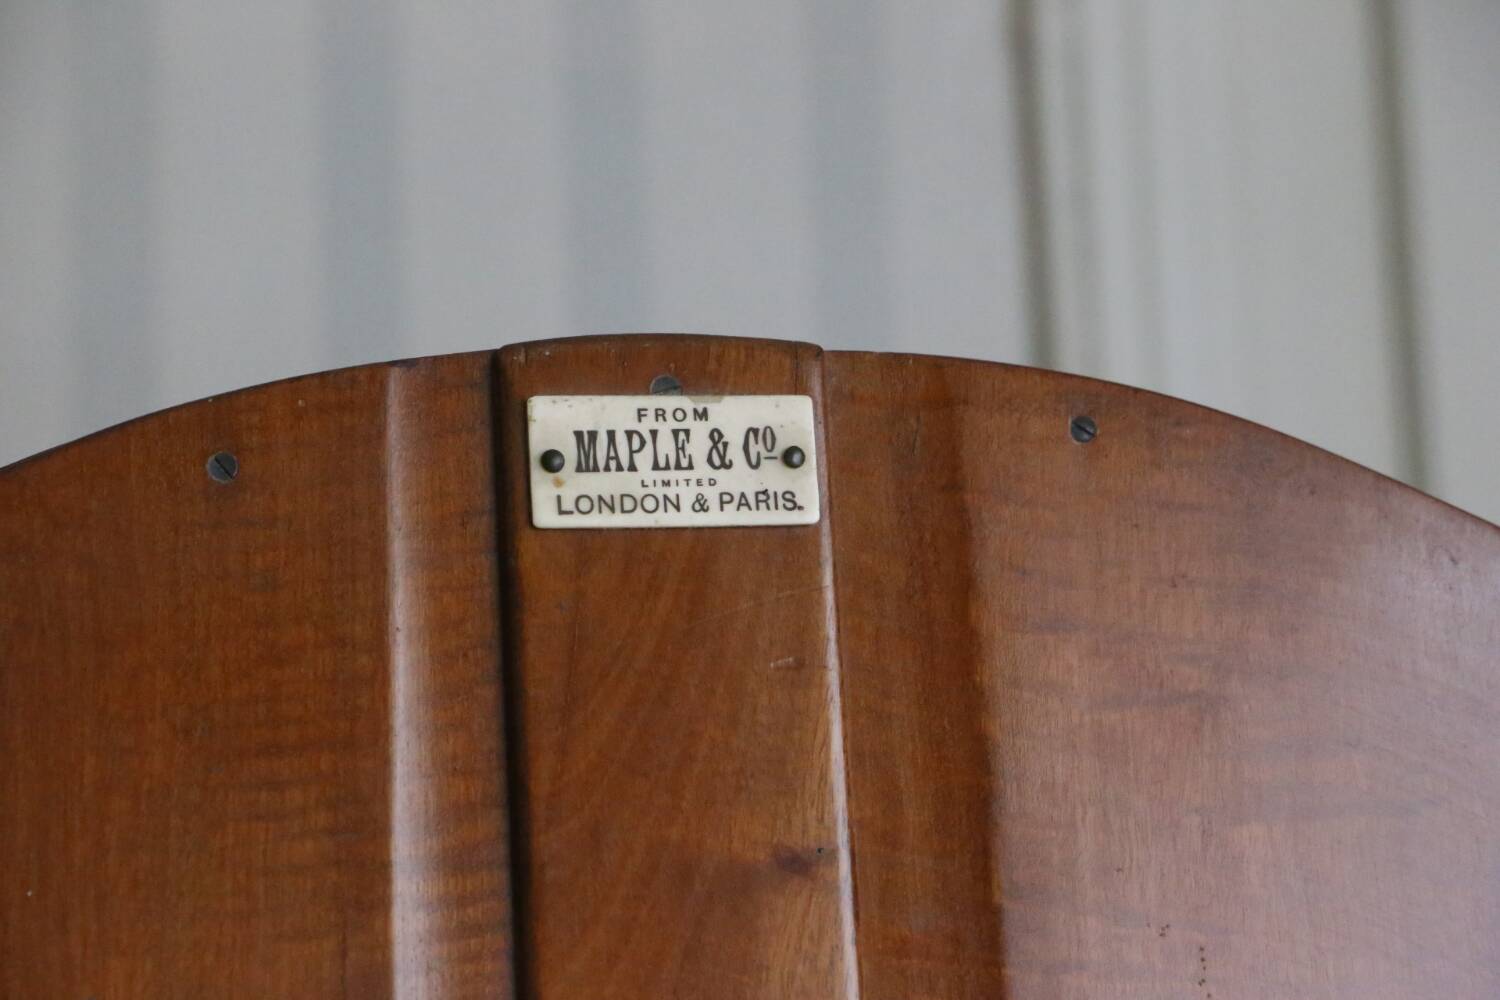 FROM
MAPLE & Cº
LIMITED
LONDON & PARIS.